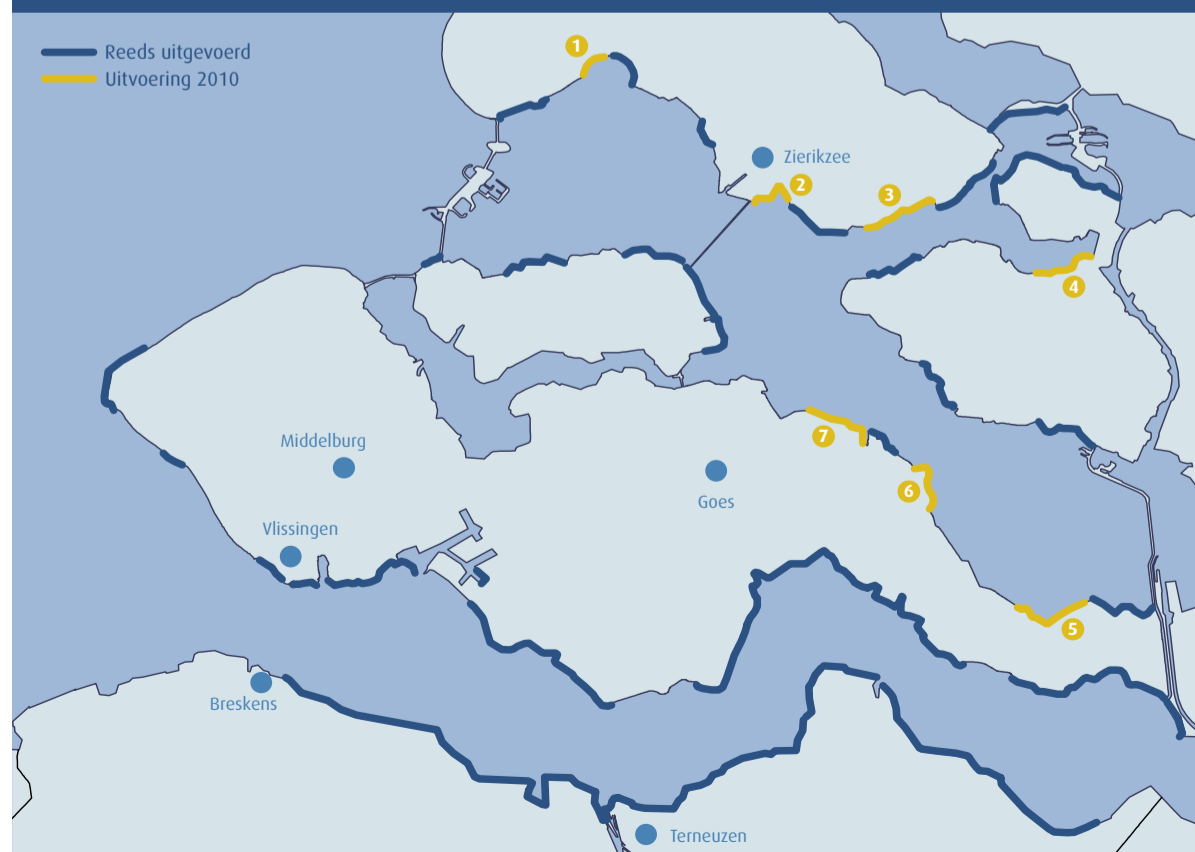 Reeds uitgevoerd
Uitvoering 2010
1
Zierikzee
2
3
4
7
Middelburg
6
Goes
Vlissingen
5
Breskens
Terneuzen